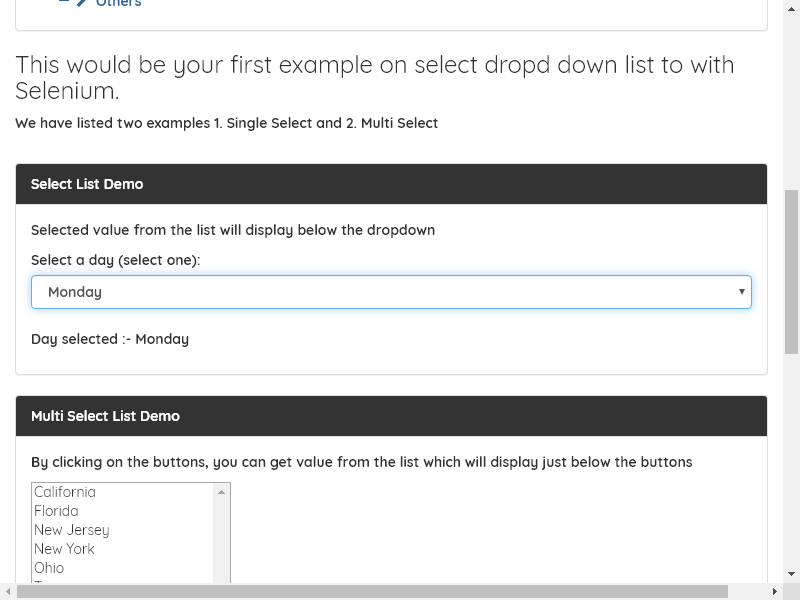 Others
This would be your first example on select dropd down list to with
Selenium.
We have listed two examples 1. Single Select and 2. Multi Select
Select List Demo
Selected value from the list will display below the dropdown
Select a day (select one):
Monday
Day selected :- Monday
Multi Select List Demo
By clicking on the buttons, you can get value from the list which will display just below the buttons
California
Florida
New Jersey
New York
Ohio